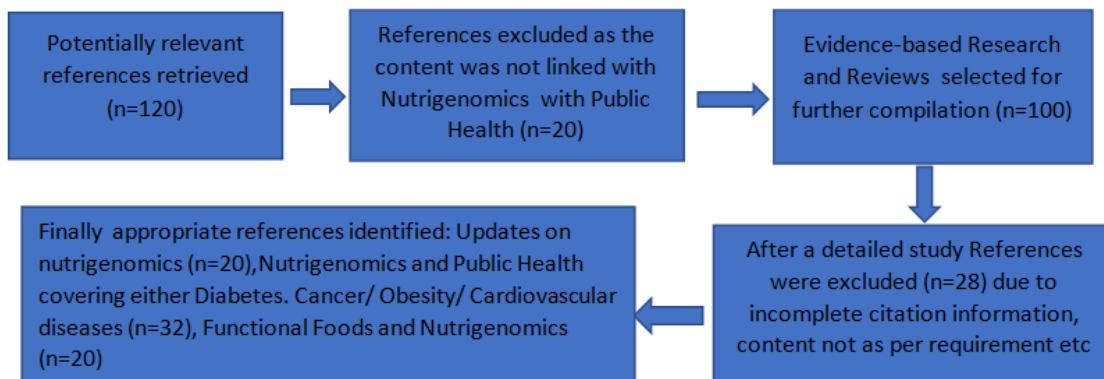 Potentially relevant
references retrieved
(n=120)
References excluded as the
content was not linked with
Nutrigenomics with Public
Health (n=20)
Evidence-based Research
and Reviews selected for
further compilation (n=100)
After a detailed study References
were excluded (n=28) due to
incomplete citation information,
content not as per requirement etc
Finally appropriate references identified: Updates on
nutrigenomics (n=20),Nutrigenomics and Public Health
covering either Diabetes. Cancer/ Obesity/ Cardiovascular
diseases (n=32), Functional Foods and Nutrigenomics
(n=20)